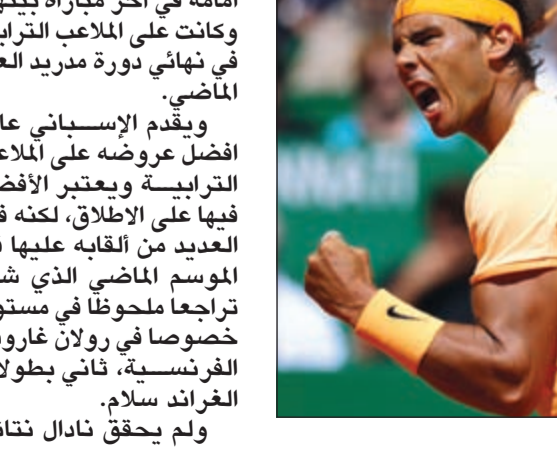 أمامه في آخر مباراة
وكانت على الملاعب
في نهائي دورة مدريد
الماضي.
ويقدم الإسباني
افضل عروضه على
الترابية ويعتبر
فيها على الاطلاق، لكنه
العديد من ألقابه عليها
الموسم الماضي الذي
تراجعا ملحوظا في
خصوصا في رولان
الفرنسية، ثاني
الغراند سلام.
ولم يحقق نادال